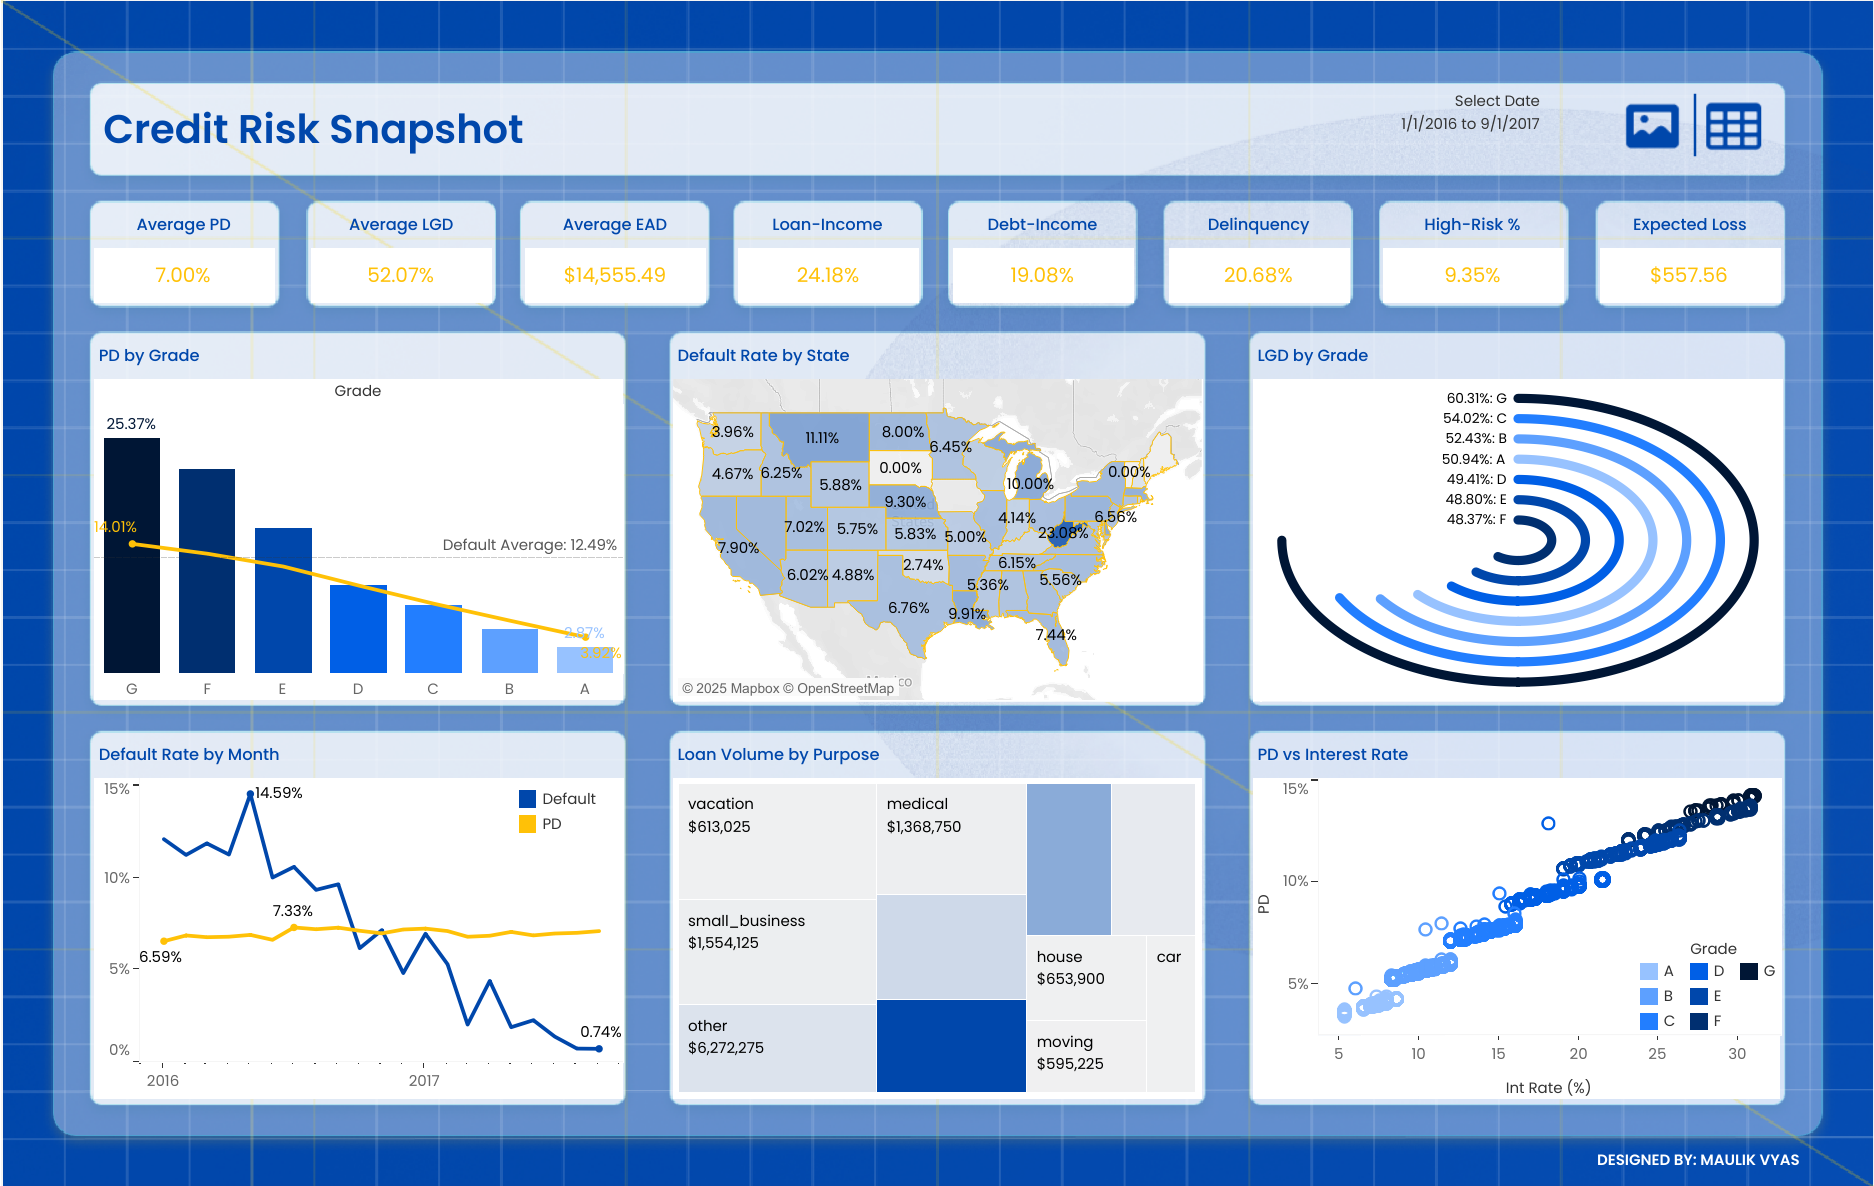 Credit Risk Snapshot
Select Date
1/1/2016 to 9/1/2017
Average PD
7.00%
Average LGD
52.07%
Average EAD
$14,555.49
Loan-Income
24.18%
Debt-Income
19.08%
Delinquency
20.68%
High-Risk %
9.35%
Expected Loss
$557.56
PD by Grade
Grade
25.37%
14.01%
Default Average: 12.49%
2.87%
G F E D C B A
Default Rate by State
3.96%
11.11%
8.00%
6.45%
4.67%
6.25%
5.88%
0.00%
10.00%
0.00%
9.30%
7.02%
5.75%
5.83%
5.00%
4.14%
23.08%
6.56%
7.90%
6.02%
4.88%
2.74%
6.15%
5.36%
5.56%
6.76%
9.91%
7.44%
© 2025 Mapbox © OpenStreetMap
LGD by Grade
60.31%: G
54.02%: C
52.43%: B
50.94%: A
49.41%: D
48.80%: E
48.37%: F
Default Rate by Month
15%
10%
5%
0%
14.59%
7.33%
6.59%
0.74%
Default
PD
2016 2017
Loan Volume by Purpose
vacation
$613,025
small_business
$1,554,125
other
$6,272,275
medical
$1,368,750
house
$653,900
moving
$595,225
car
PD vs Interest Rate
15%
10%
5%
PD
Grade
A D G
B E
C F
5 10 15 20 25 30
Int Rate (%)
DESIGNED BY: MAULIK VYAS